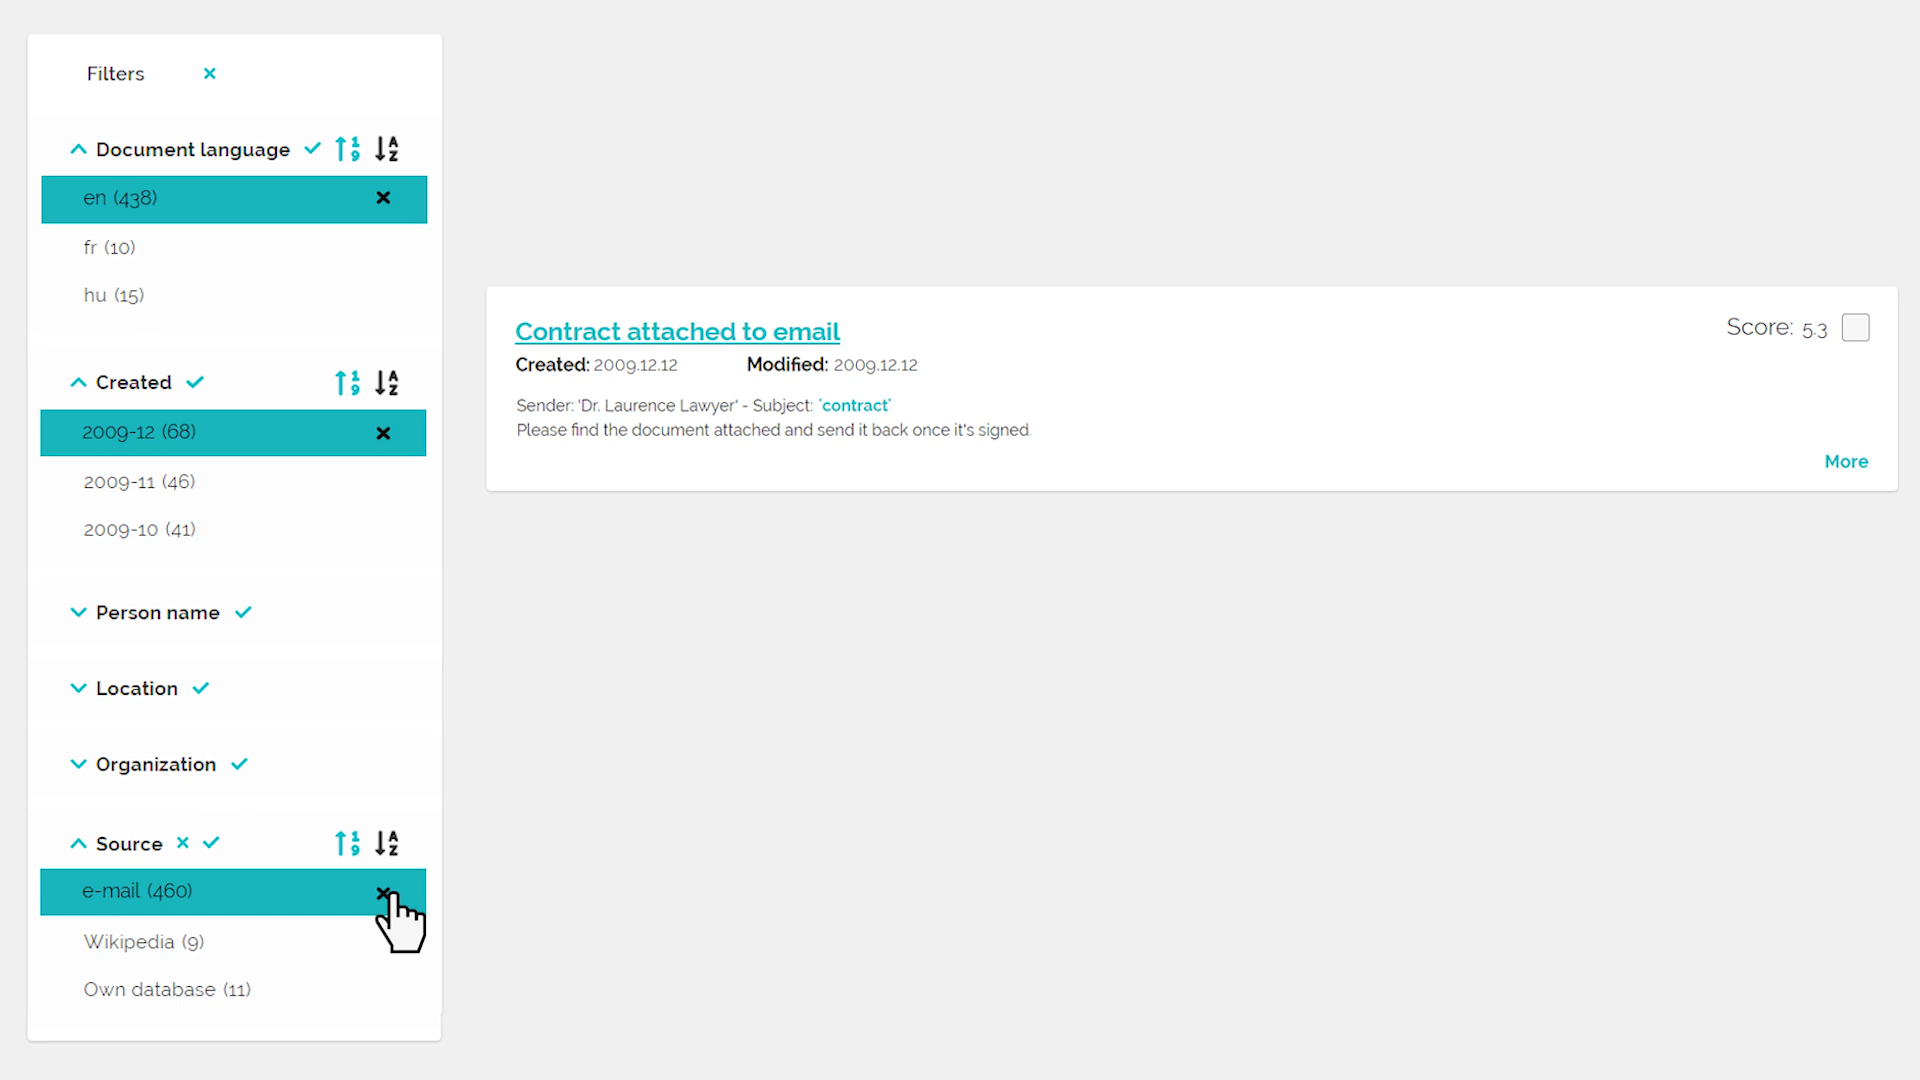 Filters
Document language
en (438)
fr (10)
hu (15)
Created
2009-12 (68)
2009-11 (46)
2009-10 (41)
Person name
Location
Organization
Source
e-mail (460)
Wikipedia (9)
Own database (11)
Contract attached to email
Score: 5.3
Created: 2009.12.12 Modified: 2009.12.12
Sender: 'Dr. Laurence Lawyer' - Subject: 'contract'
Please find the document attached and send it back once it's signed.
More